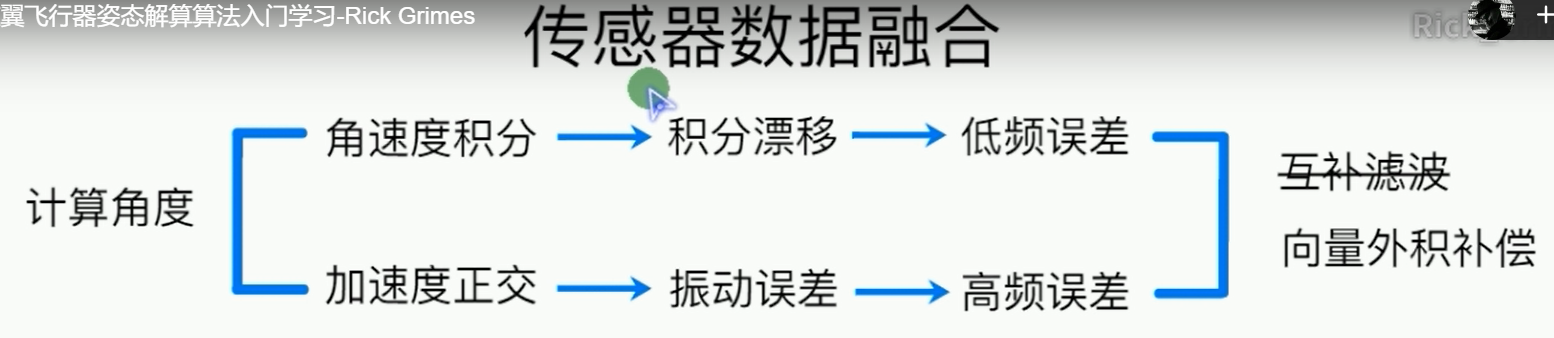 翼飞行器姿态解算算法入门学习-Rick Grimes
传感器数据融合
角速度积分 积分漂移 低频误差
互补滤波
计算角度
向量外积补偿
加速度正交 振动误差 高频误差